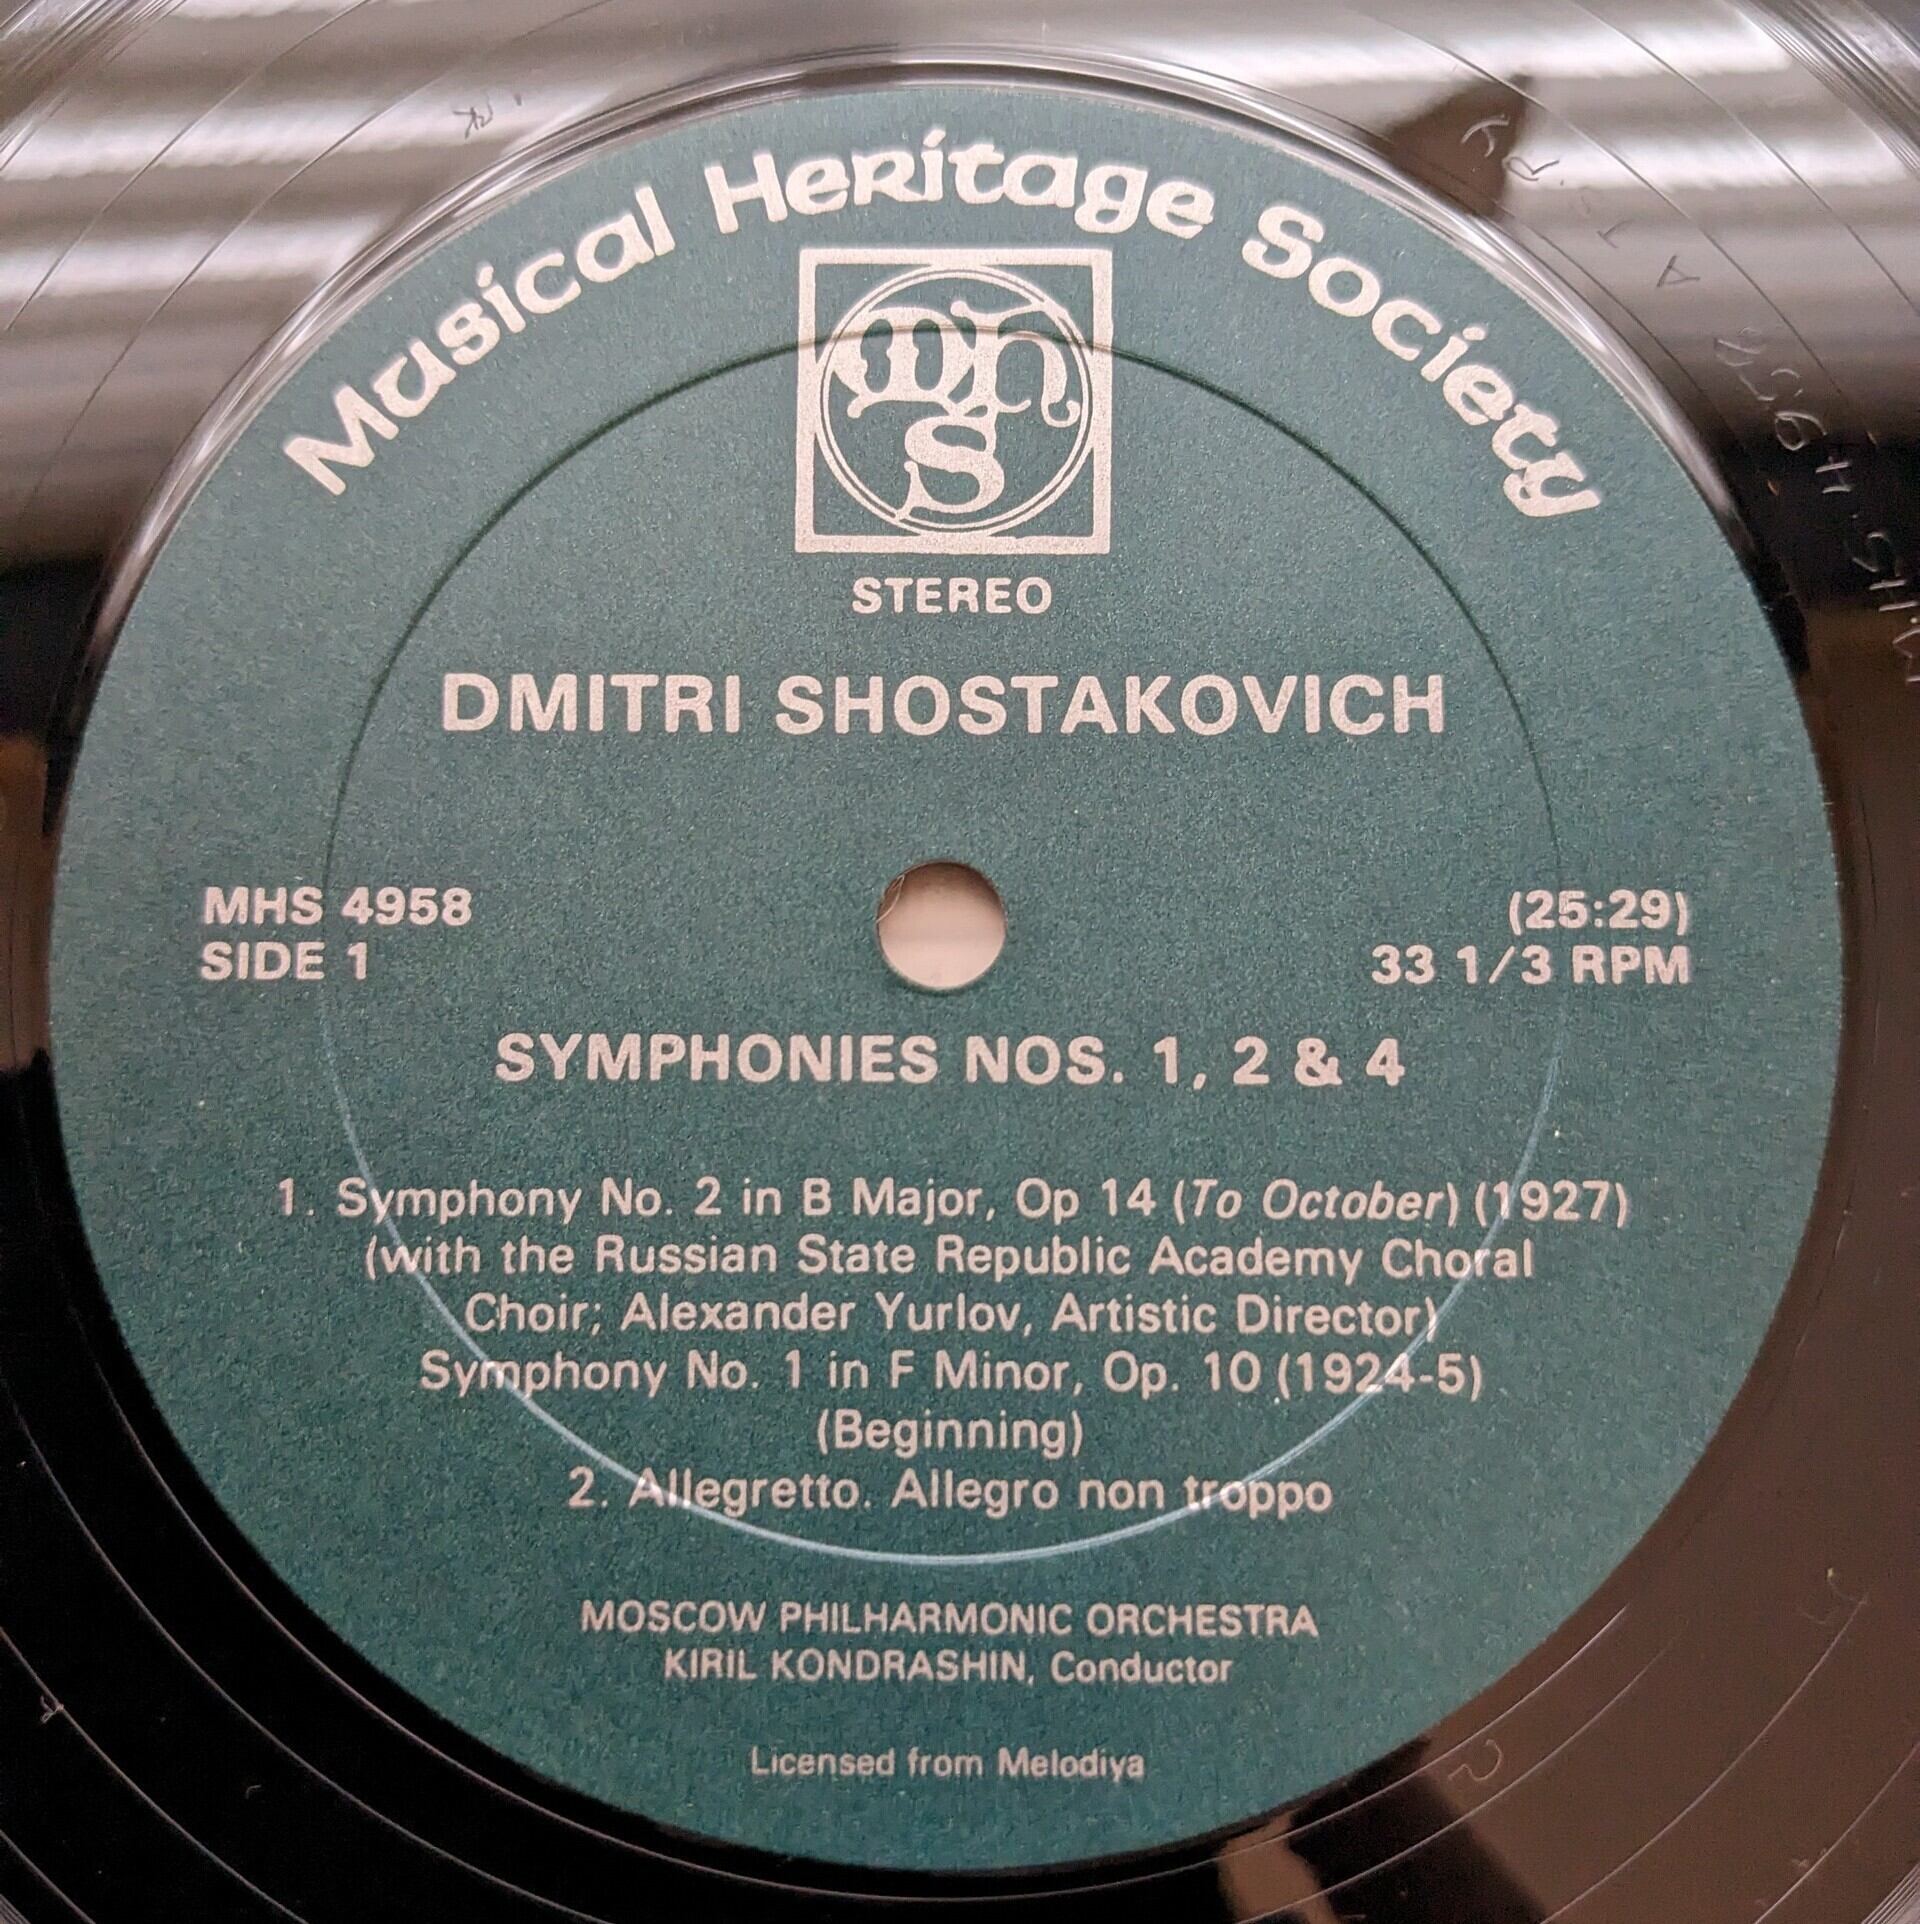 Musical Heritage Society
mhs
STEREO
DMITRI SHOSTAKOVICH
MHS 4958
SIDE 1
(25:29)
33 1/3 RPM
SYMPHONIES NOS. 1, 2 & 4
1. Symphony No. 2 in B Major, Op 14 (To October) (1927)
(with the Russian State Republic Academy Choral
Choir; Alexander Yurlov, Artistic Director)
Symphony No. 1 in F Minor, Op. 10 (1924-5)
(Beginning)
2. Allegretto. Allegro non troppo
MOSCOW PHILHARMONIC ORCHESTRA
KIRIL KONDRASHIN, Conductor
Licensed from Melodiya